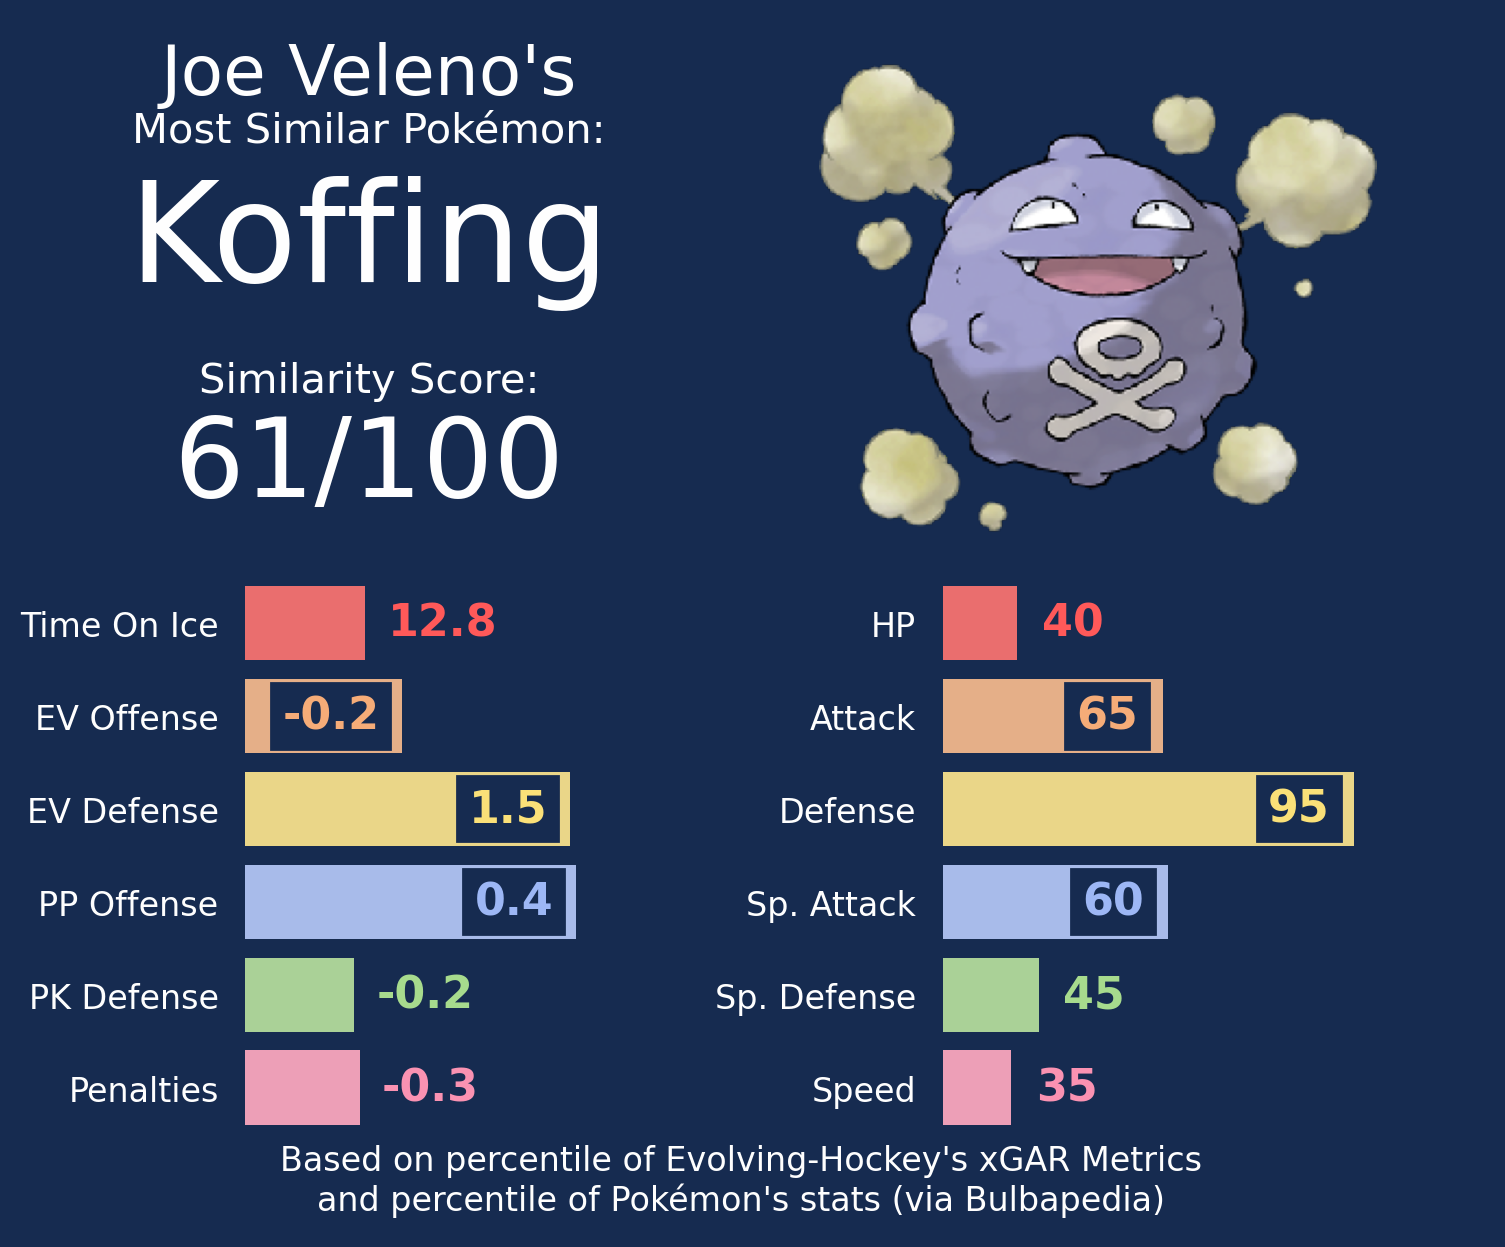 Joe Veleno's
Most Similar Pokémon:
Koffing
Similarity Score:
61/100
Time On Ice 12.8
EV Offense -0.2
EV Defense 1.5
PP Offense 0.4
PK Defense -0.2
Penalties -0.3
HP 40
Attack 65
Defense 95
Sp. Attack 60
Sp. Defense 45
Speed 35
Based on percentile of Evolving-Hockey's xGAR Metrics
and percentile of Pokémon's stats (via Bulbapedia)